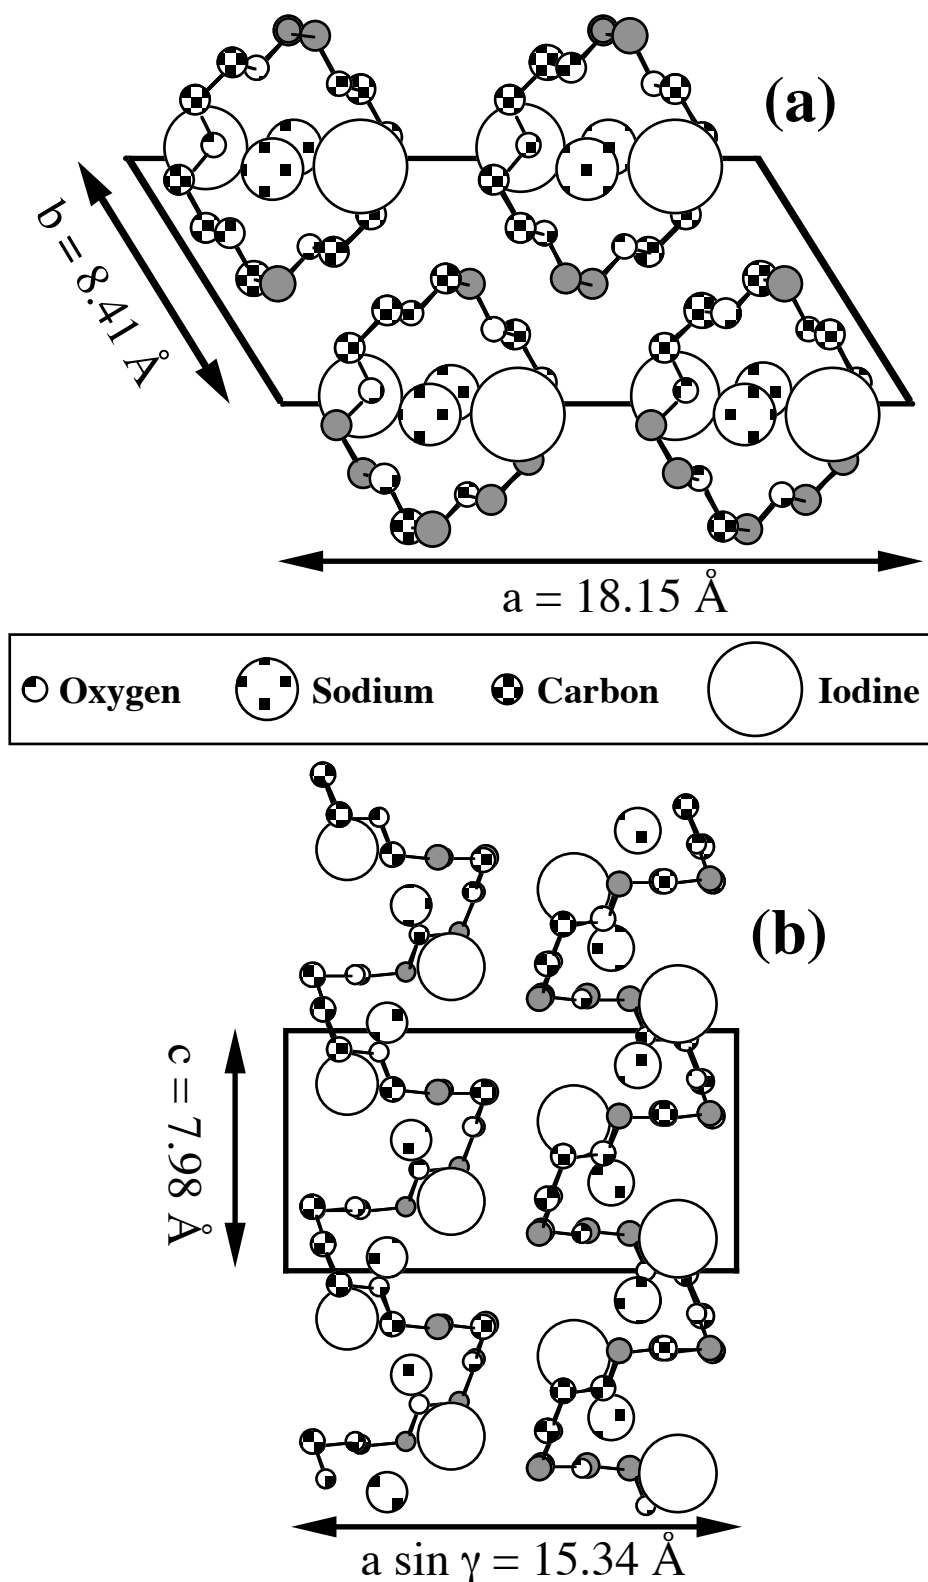 (a)
b = 8.41 Å
a = 18.15 Å
Oxygen Sodium Carbon Iodine
(b)
c = 7.98 Å
a sin γ = 15.34 Å